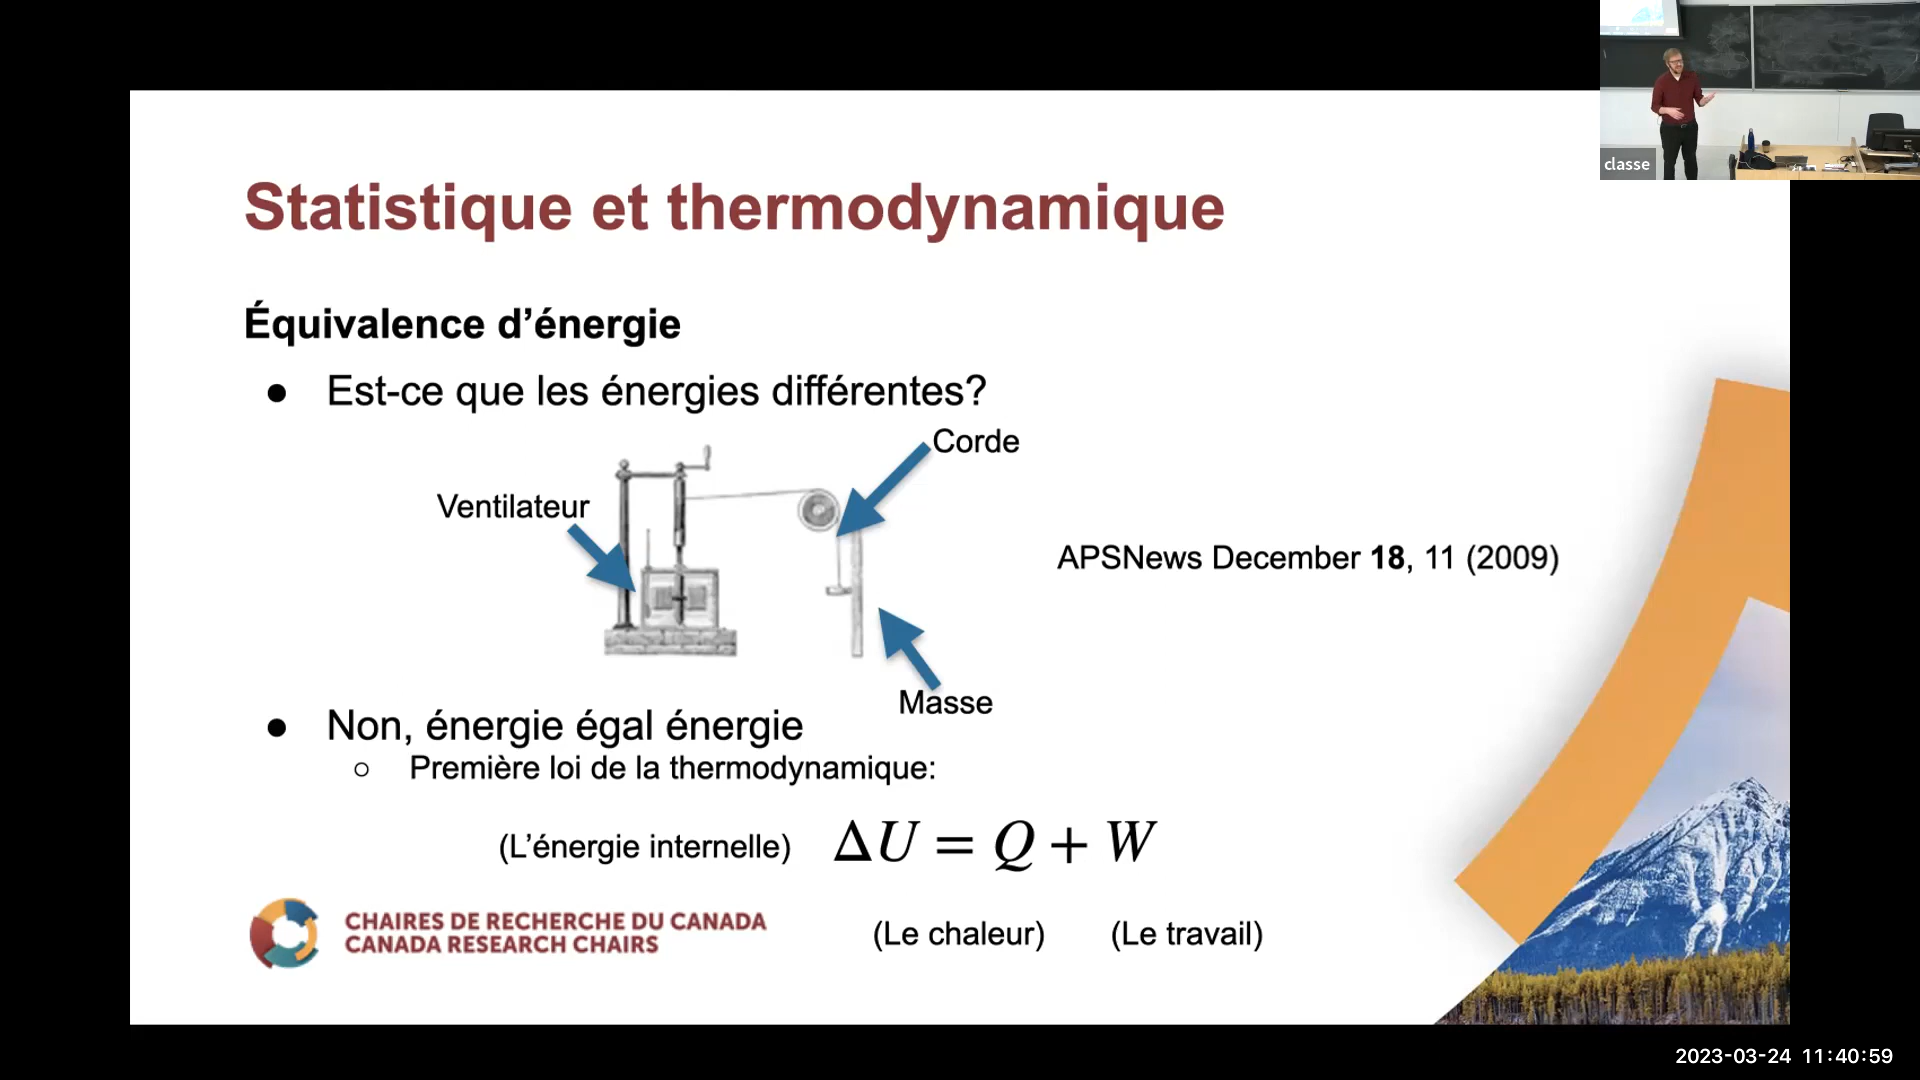 classe
Statistique et thermodynamique
Équivalence d’énergie
● Est-ce que les énergies différentes?
Corde
Ventilateur
APSNews December 18, 11 (2009)
Masse
● Non, énergie égal énergie
○ Première loi de la thermodynamique:
(L’énergie internelle) ΔU = Q + W
(Le chaleur) (Le travail)
CHAIRES DE RECHERCHE DU CANADA
CANADA RESEARCH CHAIRS
2023-03-24 11:40:59